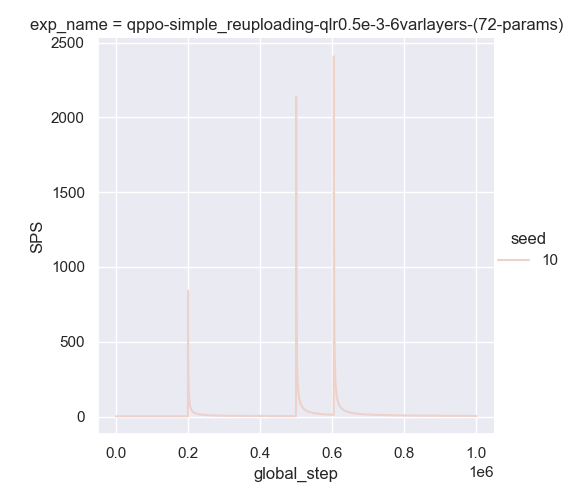 exp_name = qppo-simple_reuploading-qlr0.5e-3-6varlayers-(72-params)
2500
2000
1500
1000
500
0
SPS
seed
10
0.0 0.2 0.4 0.6 0.8 1.0
1e6
global_step